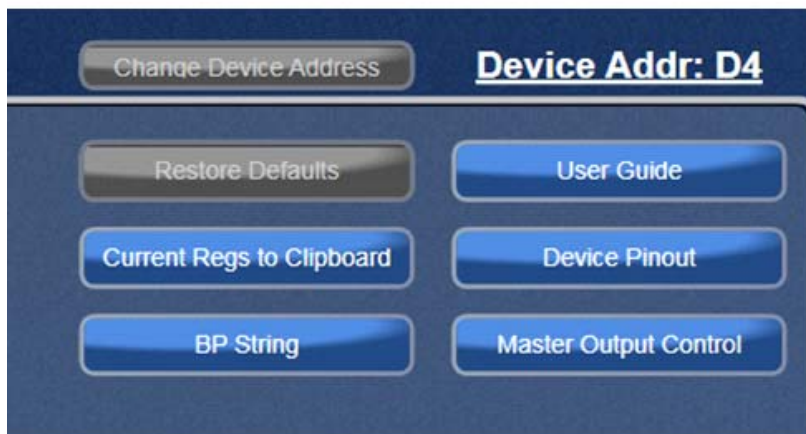 Change Device Address
Device Addr: D4
Restore Defaults
User Guide
Current Regs to Clipboard
Device Pinout
BP String
Master Output Control